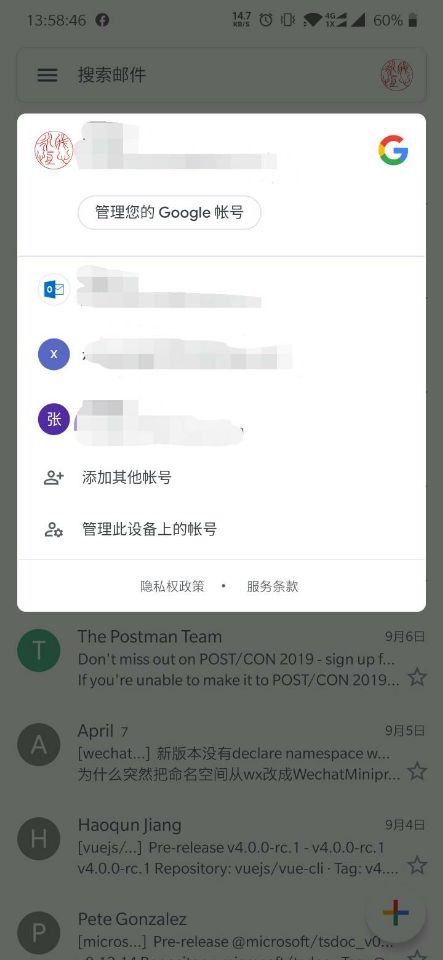 13:58:46
14.7
KB/S
4G
1X
60%
搜索邮件
管理您的 Google 帐号
x
张
添加其他帐号
管理此设备上的帐号
隐私权政策 • 服务条款
T
The Postman Team
9月6日
Don't miss out on POST/CON 2019 - sign up f...
If you're unable to make it to POST/CON 2019...
A
April 7
9月5日
[wechat...] 新版本没有declare namespace w...
为什么突然把命名空间从wx改成WechatMinipr...
H
Haoqun Jiang
9月4日
[vuejs/...] Pre-release v4.0.0-rc.1 - v4.0.0-rc.1
v4.0.0-rc.1 Repository: vuejs/vue-cli · Tag: v4....
P
Pete Gonzalez
[micros...] Pre-release @microsoft/tsdoc_v0...